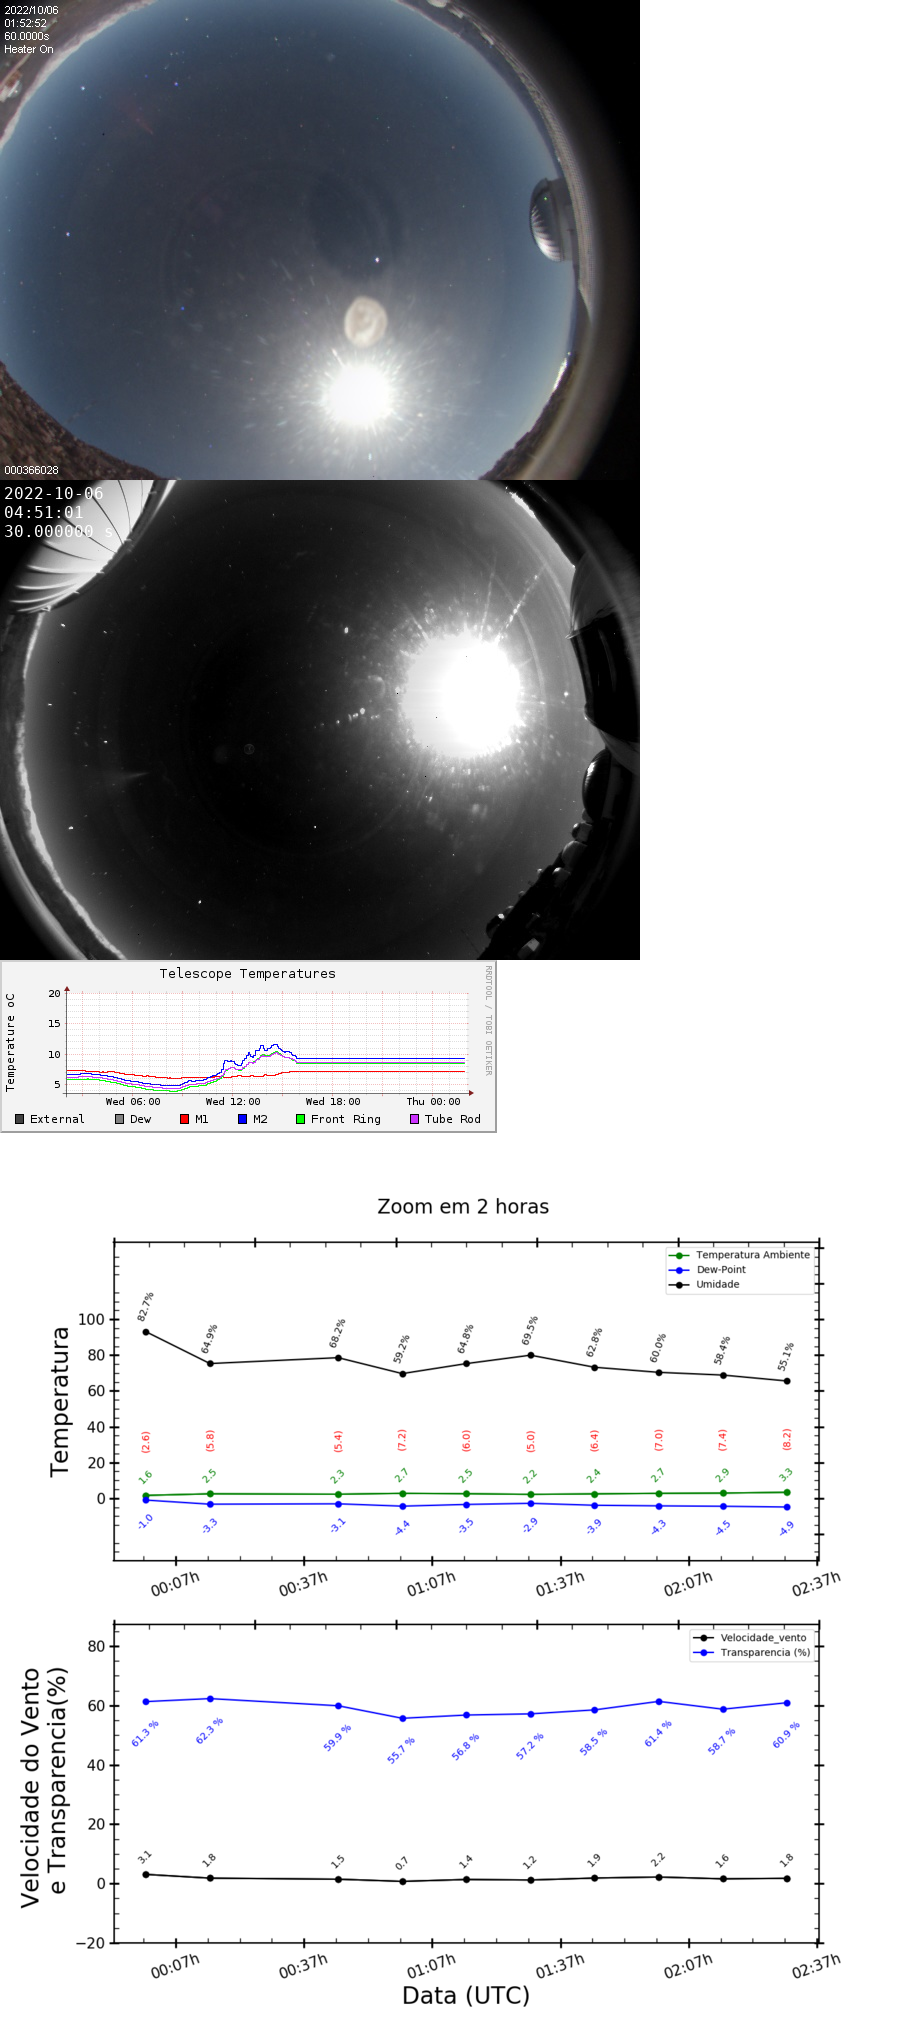 2022/10/06
01:52:52
60.0000s
Heater On
000366028
2022-10-06
04:51:01
30.000000 s
Telescope Temperatures
RRDTOOL / TOBI OETIKER
Temperature oC
20
15
10
5
Wed 06:00 Wed 12:00 Wed 18:00 Thu 00:00
External Dew M1 M2 Front Ring Tube Rod
Zoom em 2 horas
Temperatura Ambiente
Dew-Point
Umidade
Temperatura
100
80
60
40
20
0
82.7% 64.9% 68.2% 59.2% 64.8% 69.5% 62.8% 60.0% 58.4% 55.1%
(2.6) (5.8) (5.4) (7.2) (6.0) (5.0) (6.4) (7.0) (7.4) (8.2)
1.6 2.5 2.3 2.7 2.5 2.2 2.4 2.7 2.9 3.3
-1.0 -3.3 -3.1 -4.4 -3.5 -2.9 -3.9 -4.3 -4.5 -4.9
00:07h 00:37h 01:07h 01:37h 02:07h 02:37h
Velocidade_vento
Transparencia (%)
Velocidade do Vento
e Transparencia(%)
80
60
40
20
0
−20
61.3 % 62.3 % 59.9 % 55.7 % 56.8 % 57.2 % 58.5 % 61.4 % 58.7 % 60.9 %
3.1 1.8 1.5 0.7 1.4 1.2 1.9 2.2 1.6 1.8
00:07h 00:37h 01:07h 01:37h 02:07h 02:37h
Data (UTC)